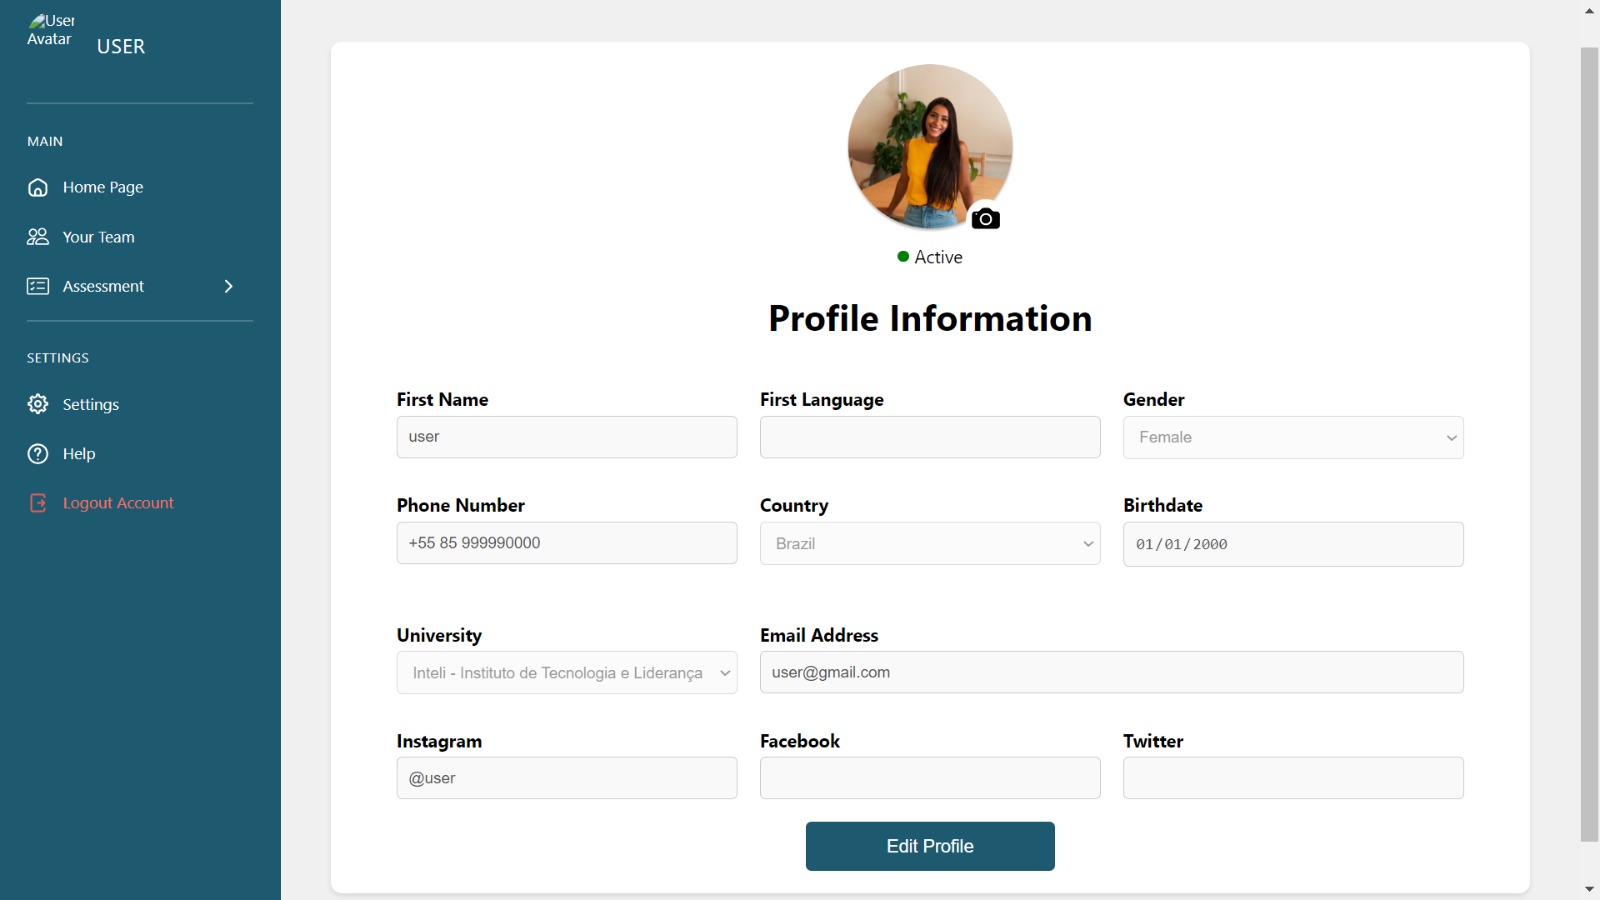 User
Avatar
USER
MAIN
Home Page
Your Team
Assessment
SETTINGS
Settings
Help
Logout Account
Active
Profile Information
First Name
First Language
Gender
user
Female
Phone Number
Country
Birthdate
+55 85 999990000
Brazil
01/01/2000
University
Email Address
Inteli - Instituto de Tecnologia e Liderança
user@gmail.com
Instagram
Facebook
Twitter
@user
Edit Profile